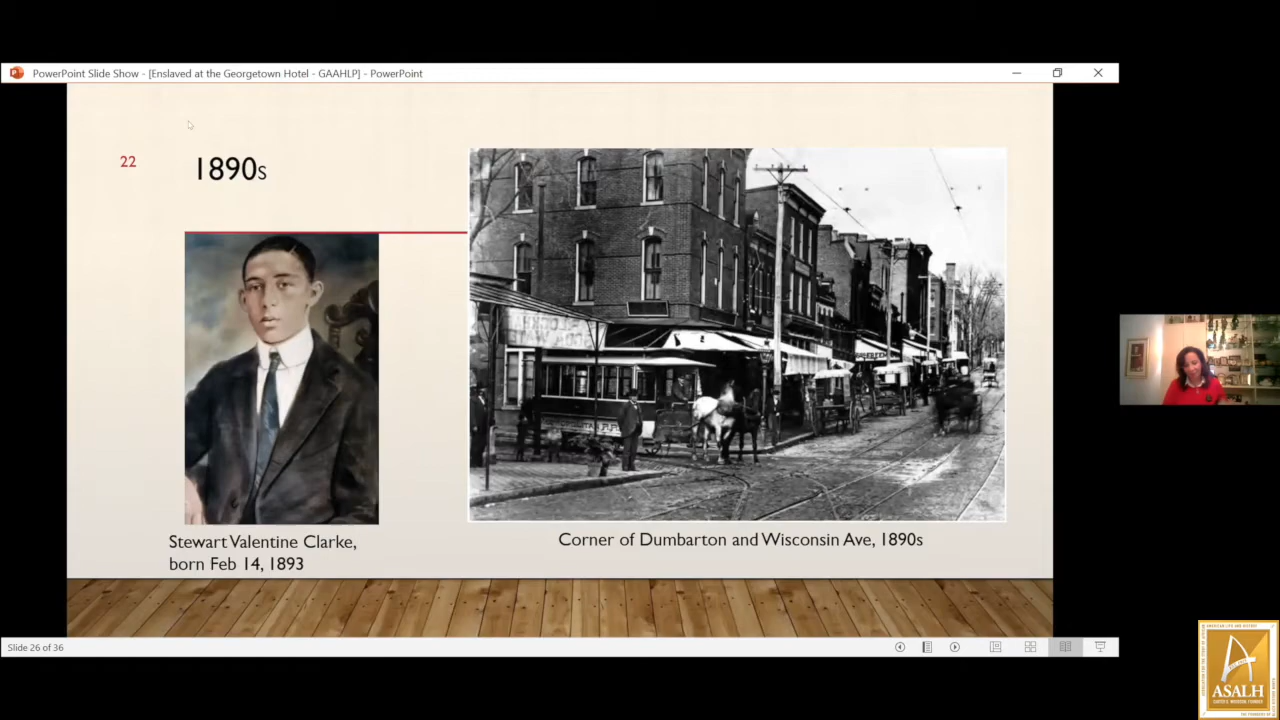 PowerPoint Slide Show - [Enslaved at the Georgetown Hotel - GAAHLP] - PowerPoint
22
1890s
Stewart Valentine Clarke,
born Feb 14, 1893
Corner of Dumbarton and Wisconsin Ave, 1890s
Slide 26 of 36
ASALH